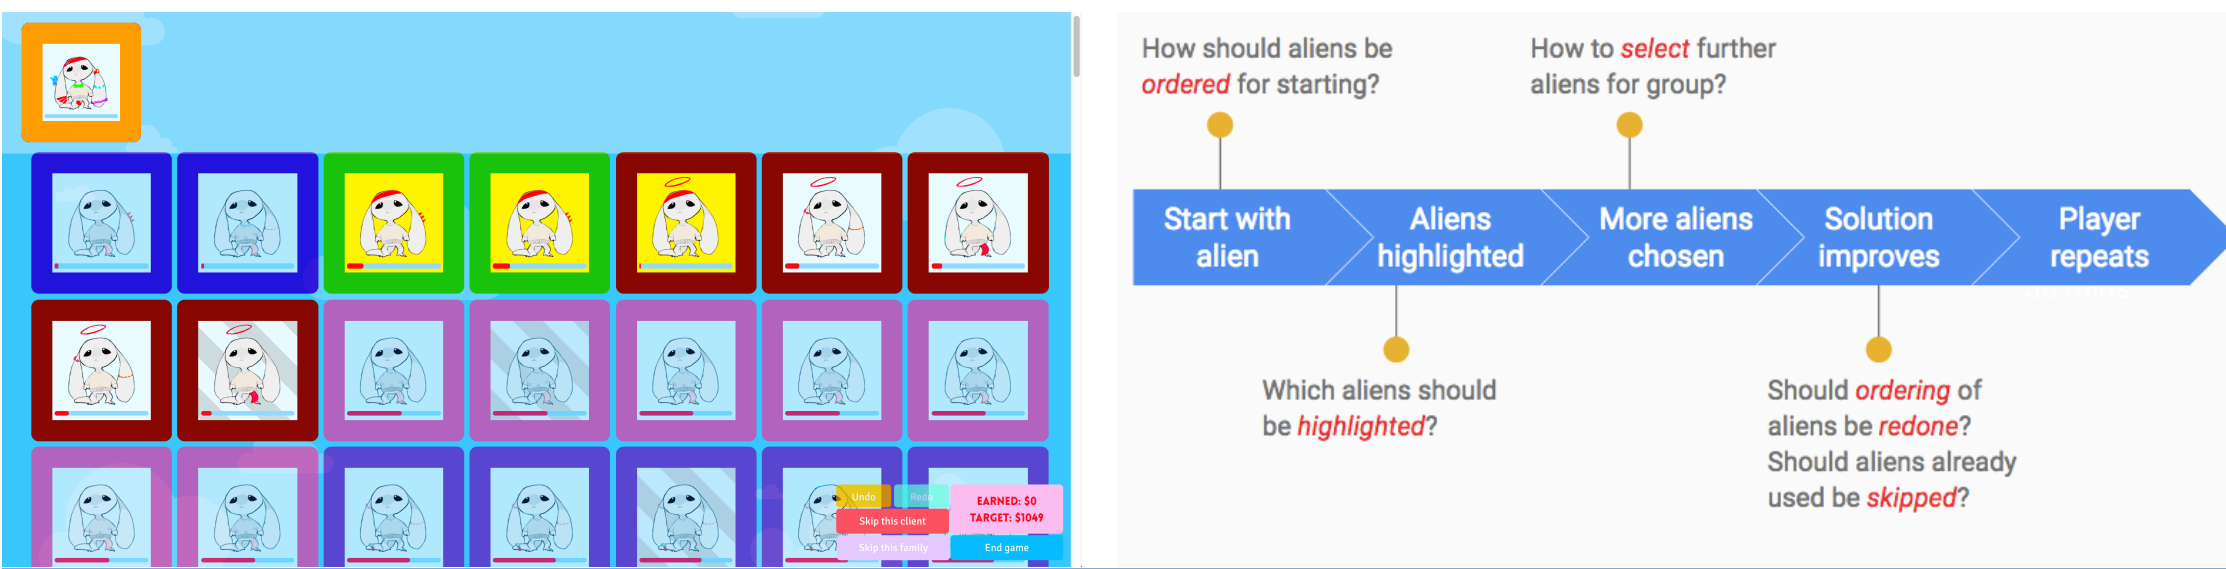 Undo
Redo
Skip this client
EARNED: $0
TARGET: $1049
Skip this family
End game
How should aliens be
ordered for starting?
How to select further
aliens for group?
Start with
alien
Aliens
highlighted
More aliens
chosen
Solution
improves
Player
repeats
Which aliens should
be highlighted?
Should ordering of
aliens be redone?
Should aliens already
used be skipped?